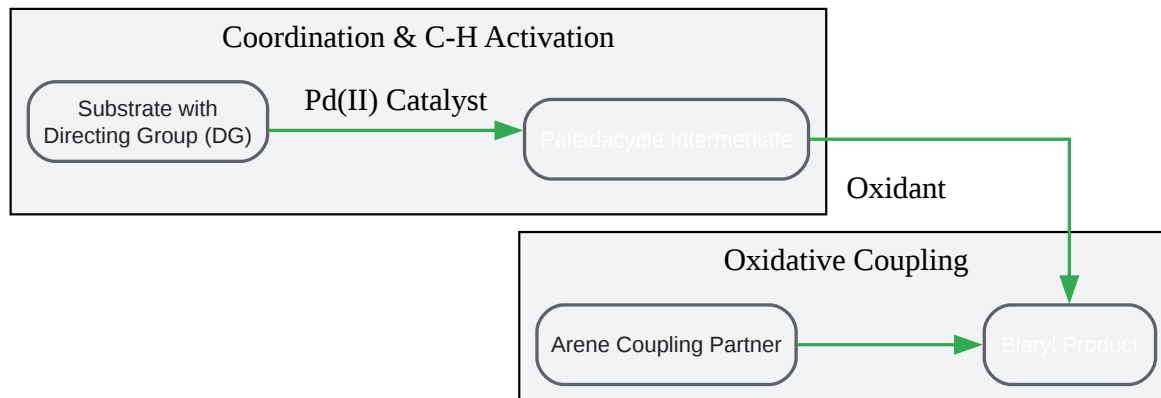 Coordination & C-H Activation
Substrate with
Directing Group (DG)
Pd(II) Catalyst
Palladacycle Intermediate
Oxidant
Oxidative Coupling
Arene Coupling Partner
Biaryl Product